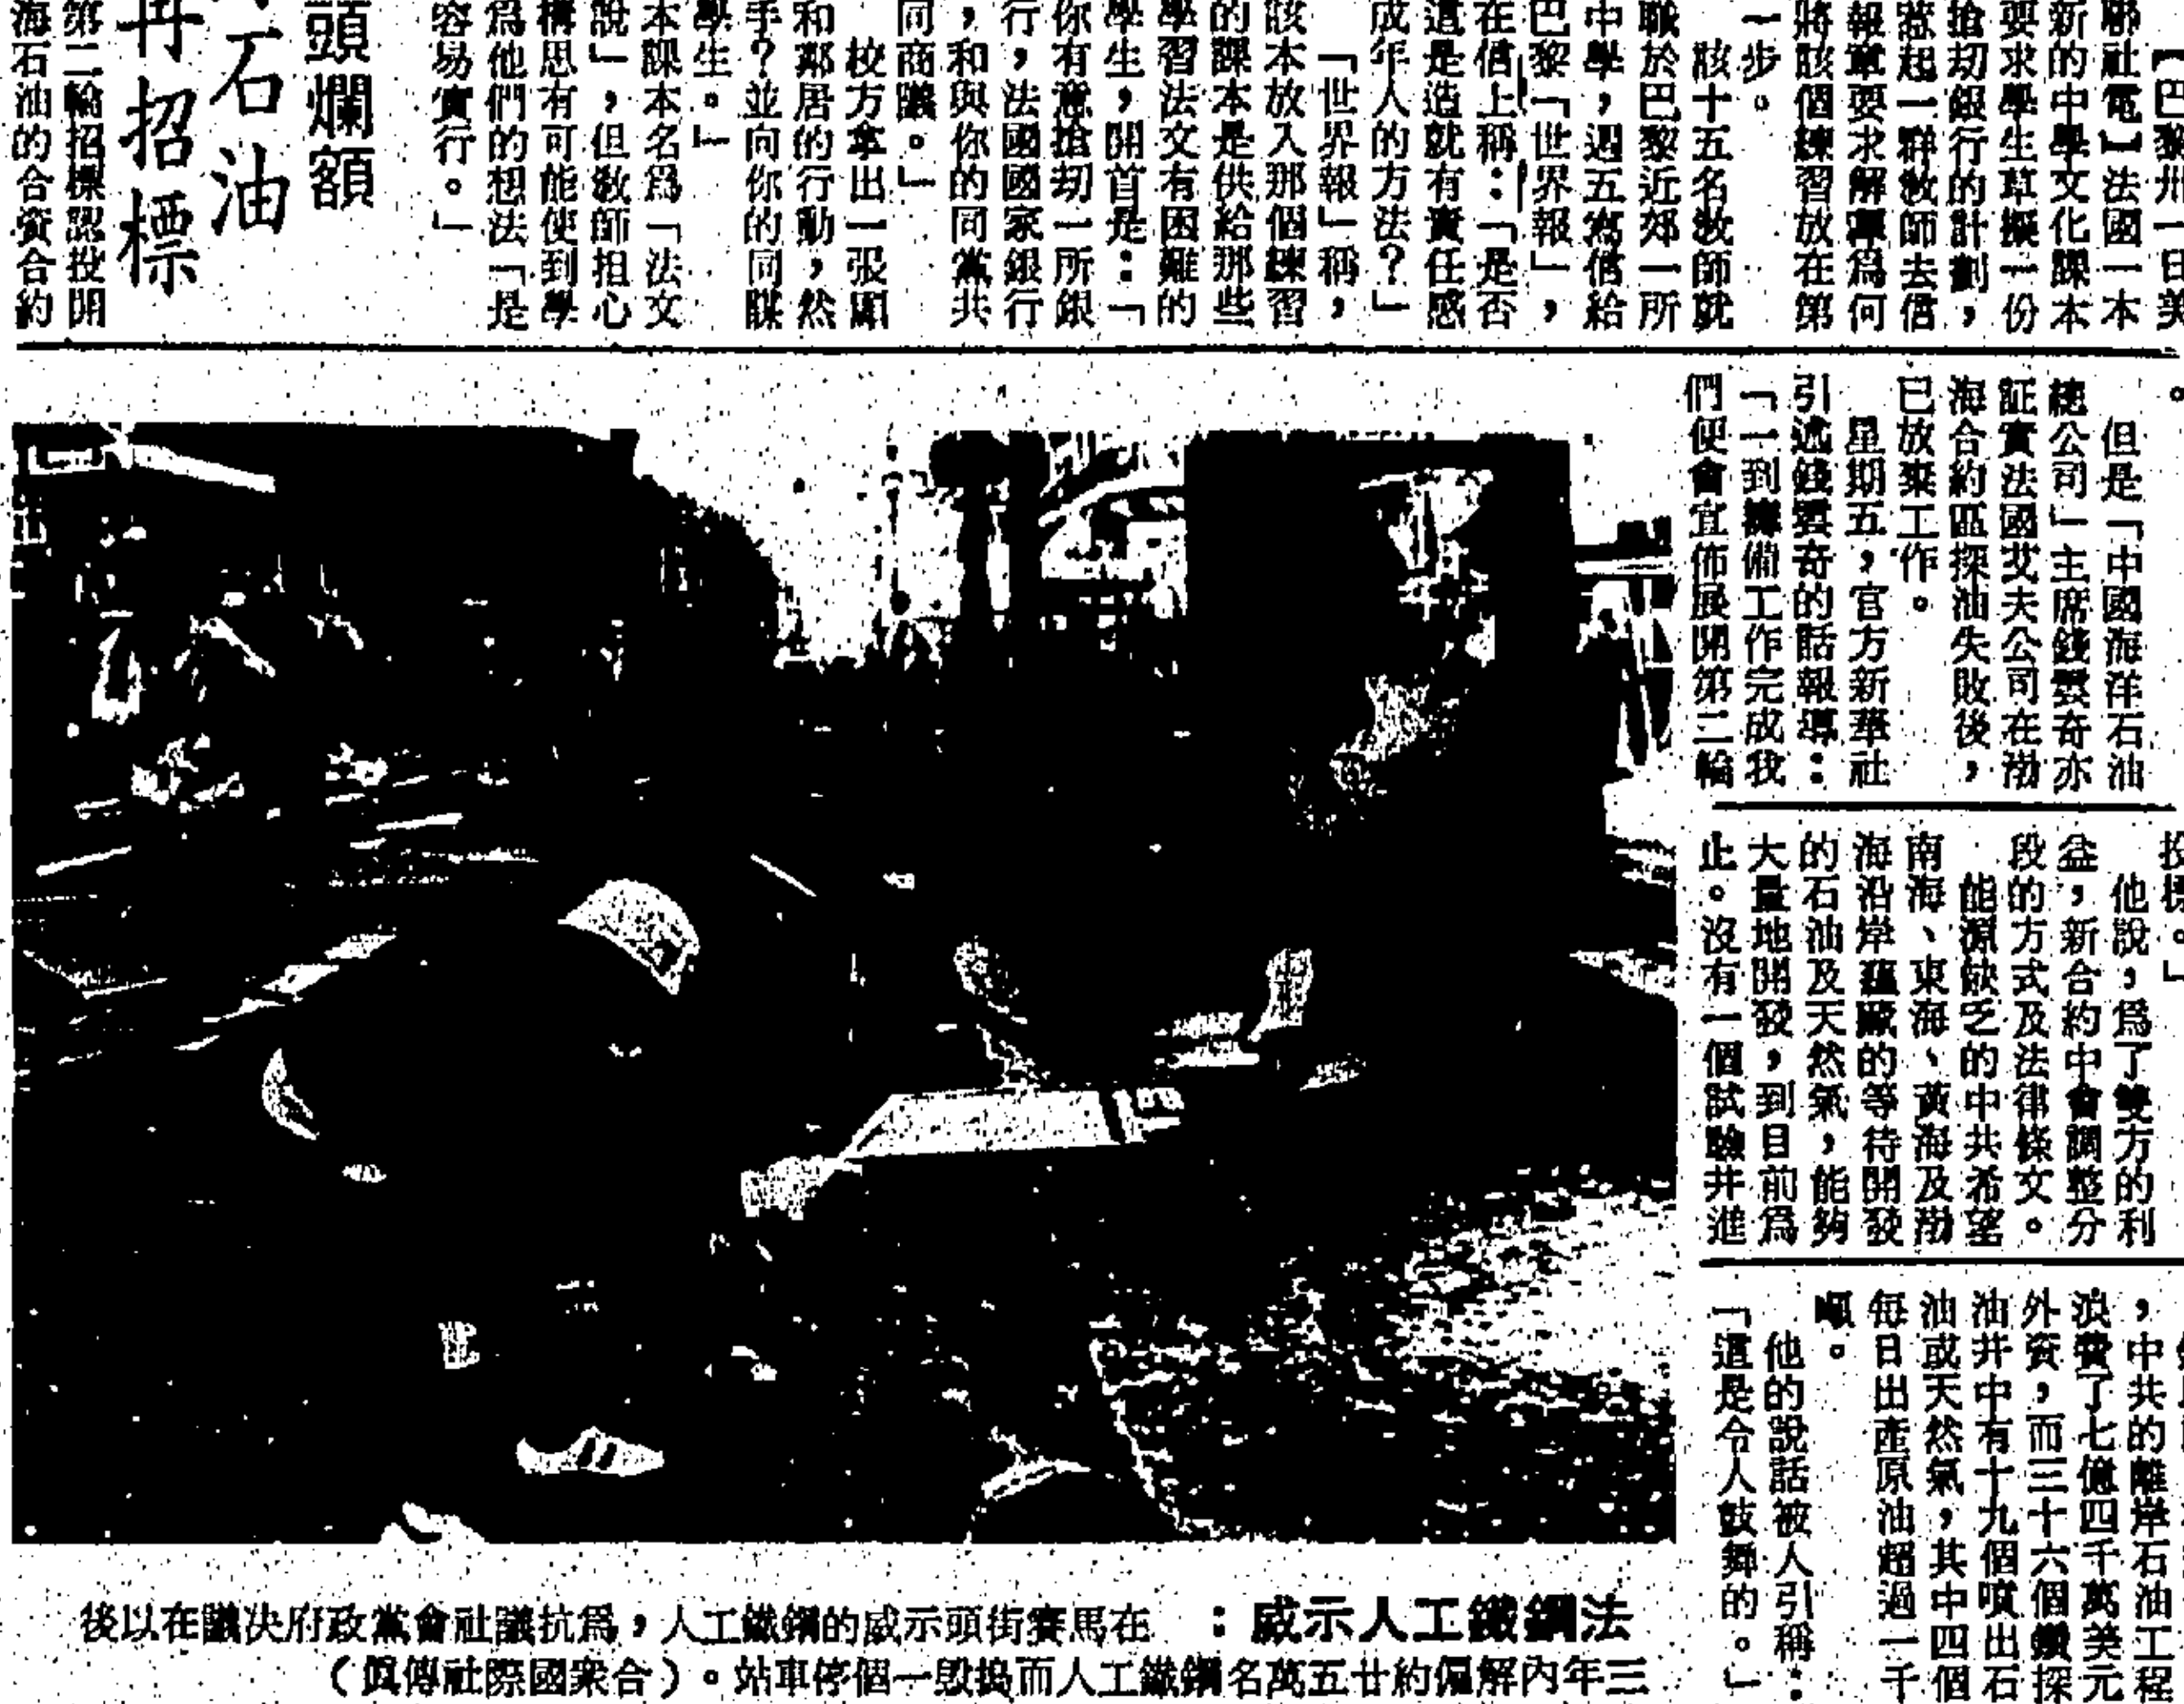 【巴黎卅一日美
聯社電】法國一本
新的中學文化課本
要求學生草擬一份
搶刧銀行的計劃，
惹起一群教師去信
報章要求解釋爲何
將該個練習放在第
一步。
該十五名教師就
職於巴黎近郊一所
中學，週五寫信給
巴黎「世界報」，
在信上稱：「是否
這是造就有責任感
成年人的方法？」
「世界報」稱，
該本放入那個練習
的課本是供給那些
學習法文有困難的
學生，開首是：「
你有意搶刧一所銀
行，法國國家銀行
，和與你的同黨共
同商議。」
校方拿出一張圖
和鄰居的行動，然
手？並向你的同謀
學生。」
本課本名爲「法文
說」，但教師担心
構思有可能使到學
爲他們的想法「是
容易實行。」
頭爛額
石油
再招標
第二輪招標認投開
海石油的合資合約
。
但是「中國海洋石油
總公司」主席錢雲奇亦
証實法國艾夫公司在渤
海合約區探油失敗後，
已放棄工作。
星期五，官方新華社
引述錢雲奇的話報導：
「一到籌備工作完成我
們便會宣佈展開第二輪
投標。」
他說，爲了雙方的利
益，新合約中會調整分
段的方式及法律條文。
能源缺乏的中共希望
南海、東海、黃海及渤
海沿岸蘊藏的等待開發
的石油及天然氣，能夠
大量地開發，到目前爲
止。沒有一個試驗井進
，中共的離岸石油工程
浪費了七億四千萬美元
外資，而三十六個鑽探
油井中有十九個噴出石
油或天然氣，其中四個
每日出產原油超過一千
噸。
他的說話被人引稱：
「這是令人鼓舞的。」
法鋼鐵工人示威：　在馬賽街頭示威的鋼鐵工人，爲抗議社會黨政府决議在以後
三年內解僱約廿五萬名鋼鐵工人而搗毁一個停車站。（合衆國際社傳眞）